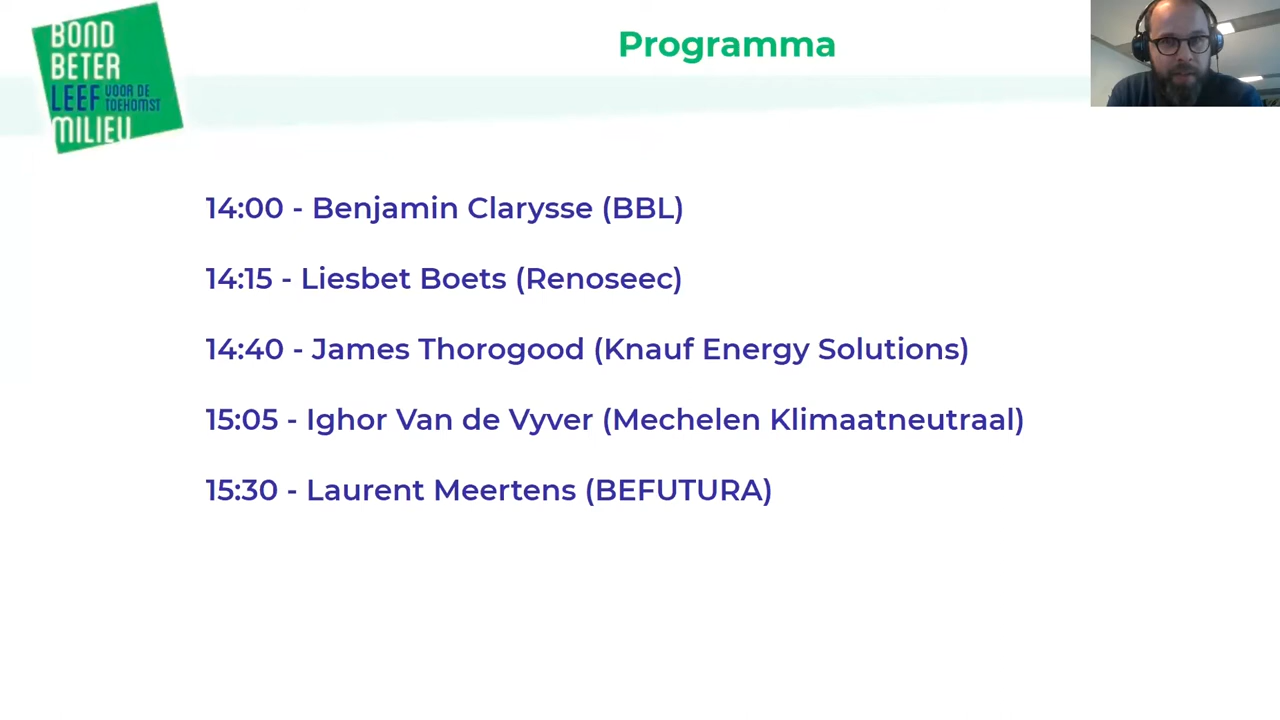 BOND
BETER
LEEF VOOR DE TOEKOMST
MILIEU
Programma
14:00 - Benjamin Clarysse (BBL)
14:15 - Liesbet Boets (Renoseec)
14:40 - James Thorogood (Knauf Energy Solutions)
15:05 - Ighor Van de Vyver (Mechelen Klimaatneutraal)
15:30 - Laurent Meertens (BEFUTURA)